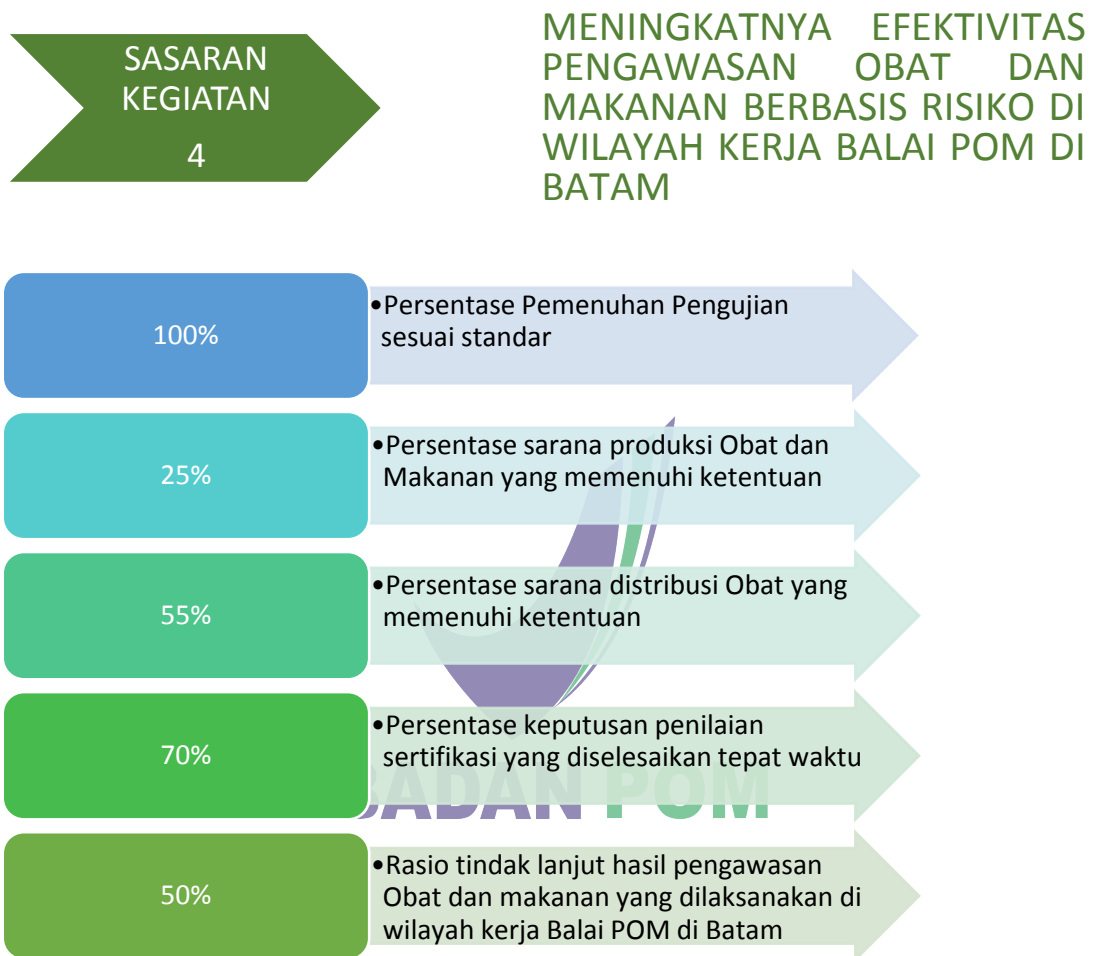 SASARAN
KEGIATAN
4
MENINGKATNYA EFEKTIVITAS
PENGAWASAN OBAT DAN
MAKANAN BERBASIS RISIKO DI
WILAYAH KERJA BALAI POM DI
BATAM
100%
•Persentase Pemenuhan Pengujian
sesuai standar
25%
•Persentase sarana produksi Obat dan
Makanan yang memenuhi ketentuan
55%
•Persentase sarana distribusi Obat yang
memenuhi ketentuan
70%
•Persentase keputusan penilaian
sertifikasi yang diselesaikan tepat waktu
BADAN POM
50%
•Rasio tindak lanjut hasil pengawasan
Obat dan makanan yang dilaksanakan di
wilayah kerja Balai POM di Batam